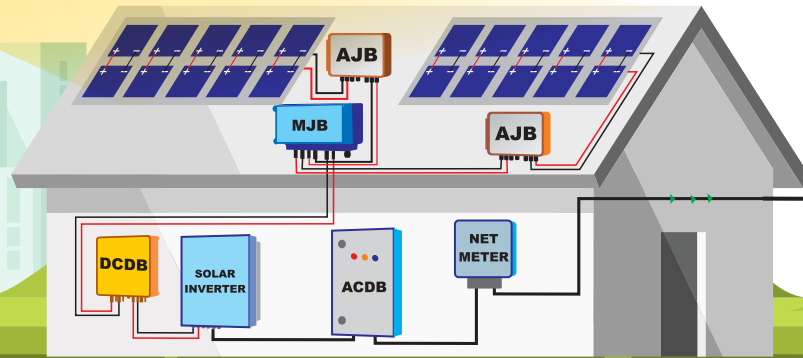 AJB
MJB
AJB
DCDB
SOLAR
INVERTER
ACDB
NET
METER